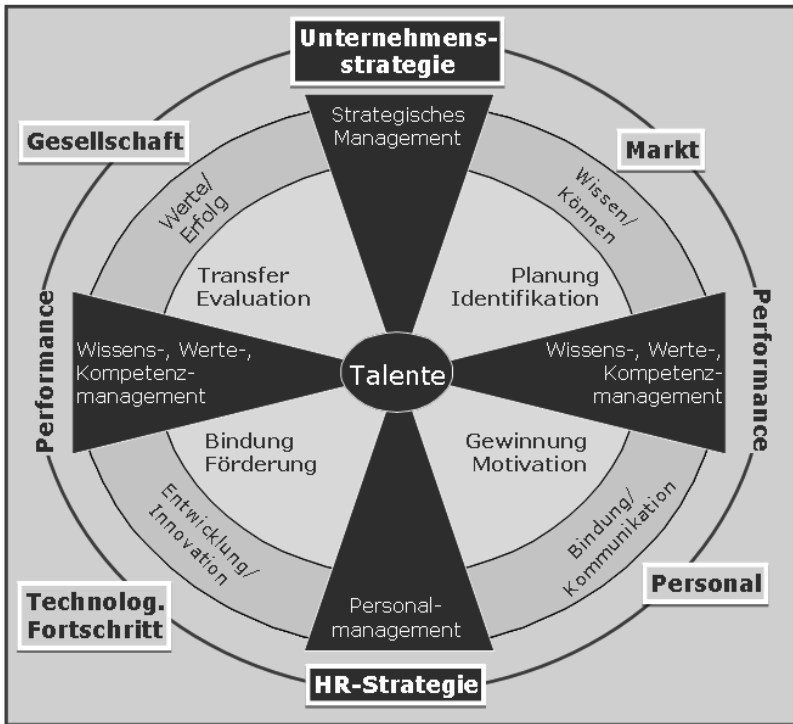 Unternehmens-
strategie
Strategisches
Management
Gesellschaft
Markt
Werte/
Erfolg
Wissen/
Können
Transfer
Evaluation
Planung
Identifikation
Performance
Performance
Wissens-, Werte-,
Kompetenz-
management
Talente
Wissens-, Werte-,
Kompetenz-
management
Bindung
Förderung
Gewinnung
Motivation
Entwicklung/
Innovation
Bindung/
Kommunikation
Technolog.
Fortschritt
Personal
Personal-
management
HR-Strategie